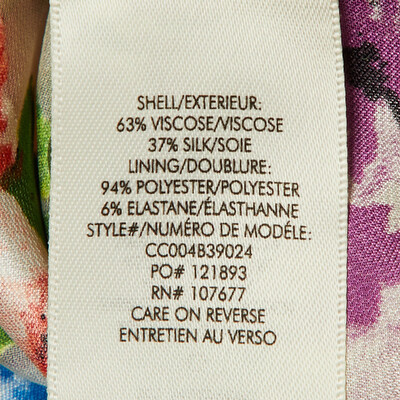 SHELL/EXTERIEUR:
63% VISCOSE/VISCOSE
37% SILK/SOIE
LINING/DOUBLURE:
94% POLYESTER/POLYESTER
6% ELASTANE/ÉLASTHANNE
STYLE#/NUMÉRO DE MODÉLE:
CC004B39024
PO# 121893
RN# 107677
CARE ON REVERSE
ENTRETIEN AU VERSO